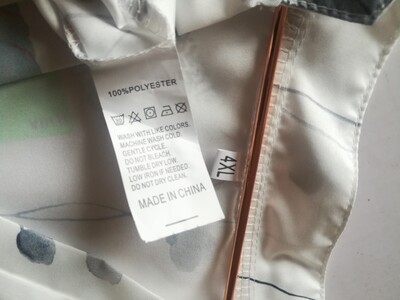 100%POLYESTER
WASH WITH LIKE COLORS.
MACHINE WASH COLD
GENTLE CYCLE.
DO NOT BLEACH.
TUMBLE DRY LOW.
LOW IRON IF NEEDED.
DO NOT DRY CLEAN.
MADE IN CHINA
4XL